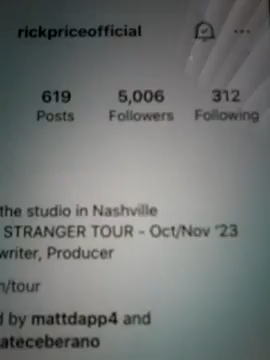 rickpriceofficial
619 5,006 312
Posts Followers Following
the studio in Nashville
STRANGER TOUR - Oct/Nov '23
writer, Producer
/tour
by mattdapp4 and
ateceberano